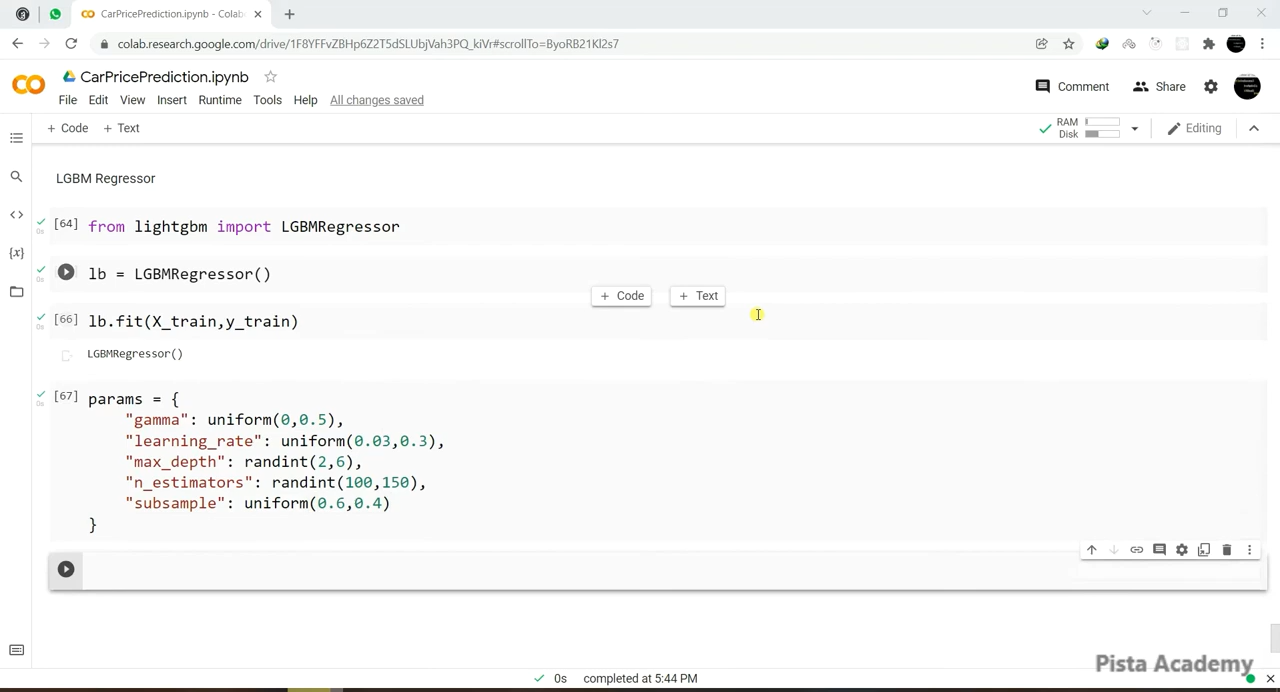 CarPricePrediction.ipynb - Colab
colab.research.google.com/drive/1F8YFFvZBHp6Z2T5dSLUbjVah3PQ_kiVr#scrollTo=ByoRB21Kl2s7
CarPricePrediction.ipynb
Comment
Share
File Edit View Insert Runtime Tools Help All changes saved
+ Code + Text
RAM
Disk
Editing
LGBM Regressor
[64] from lightgbm import LGBMRegressor
lb = LGBMRegressor()
+ Code + Text
[66] lb.fit(X_train,y_train)
LGBMRegressor()
[67] params = {
"gamma": uniform(0,0.5),
"learning_rate": uniform(0.03,0.3),
"max_depth": randint(2,6),
"n_estimators": randint(100,150),
"subsample": uniform(0.6,0.4)
}
Pista Academy
0s completed at 5:44 PM